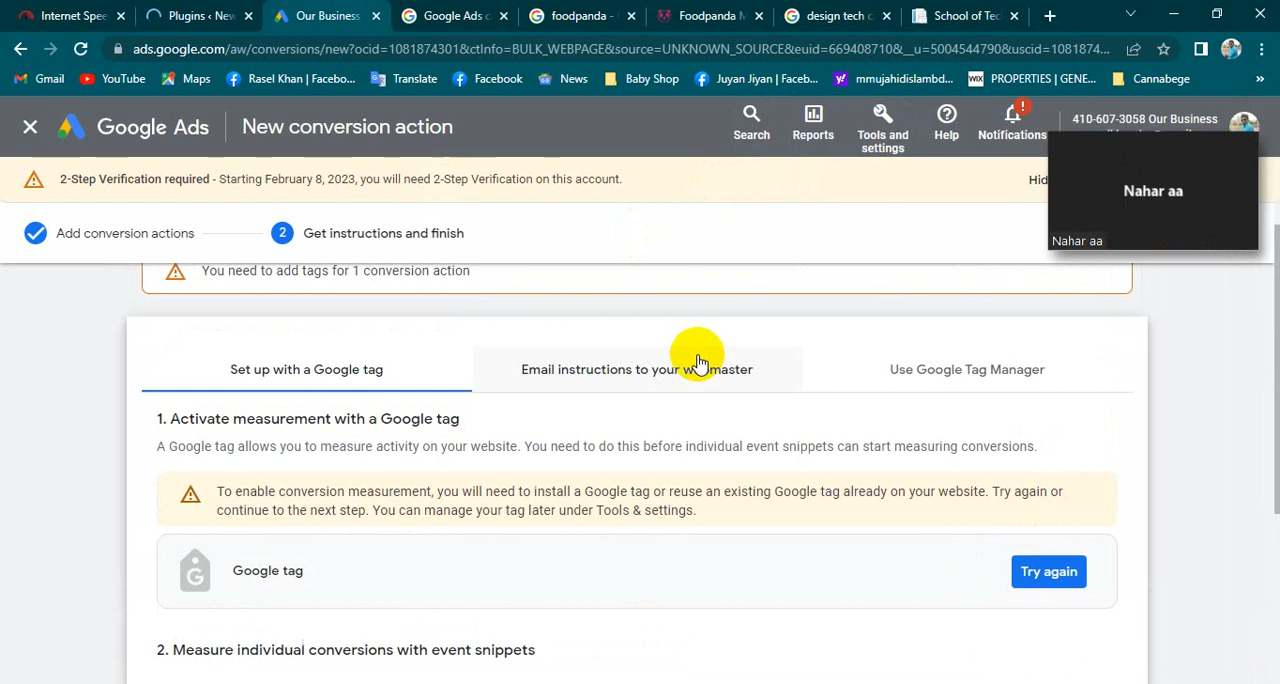 Internet Spee
Plugins ‹ New
Our Business
Google Ads c
foodpanda -
Foodpanda M
design tech c
School of Tec
ads.google.com/aw/conversions/new?ocid=1081874301&ctInfo=BULK_WEBPAGE&source=UNKNOWN_SOURCE&euid=669408710&__u=5004544790&uscid=1081874...
Gmail
YouTube
Maps
Rasel Khan | Facebo...
Translate
Facebook
News
Baby Shop
Juyan Jiyan | Faceb...
mmujahidislambd...
PROPERTIES | GENE...
Cannabege
»
Google Ads
New conversion action
Search
Reports
Tools and
settings
Help
Notifications
410-607-3058 Our Business
2-Step Verification required - Starting February 8, 2023, you will need 2-Step Verification on this account.
Hid
Nahar aa
Nahar aa
Add conversion actions
2
Get instructions and finish
You need to add tags for 1 conversion action
Set up with a Google tag
Email instructions to your webmaster
Use Google Tag Manager
1. Activate measurement with a Google tag
A Google tag allows you to measure activity on your website. You need to do this before individual event snippets can start measuring conversions.
To enable conversion measurement, you will need to install a Google tag or reuse an existing Google tag already on your website. Try again or
continue to the next step. You can manage your tag later under Tools & settings.
Google tag
Try again
2. Measure individual conversions with event snippets